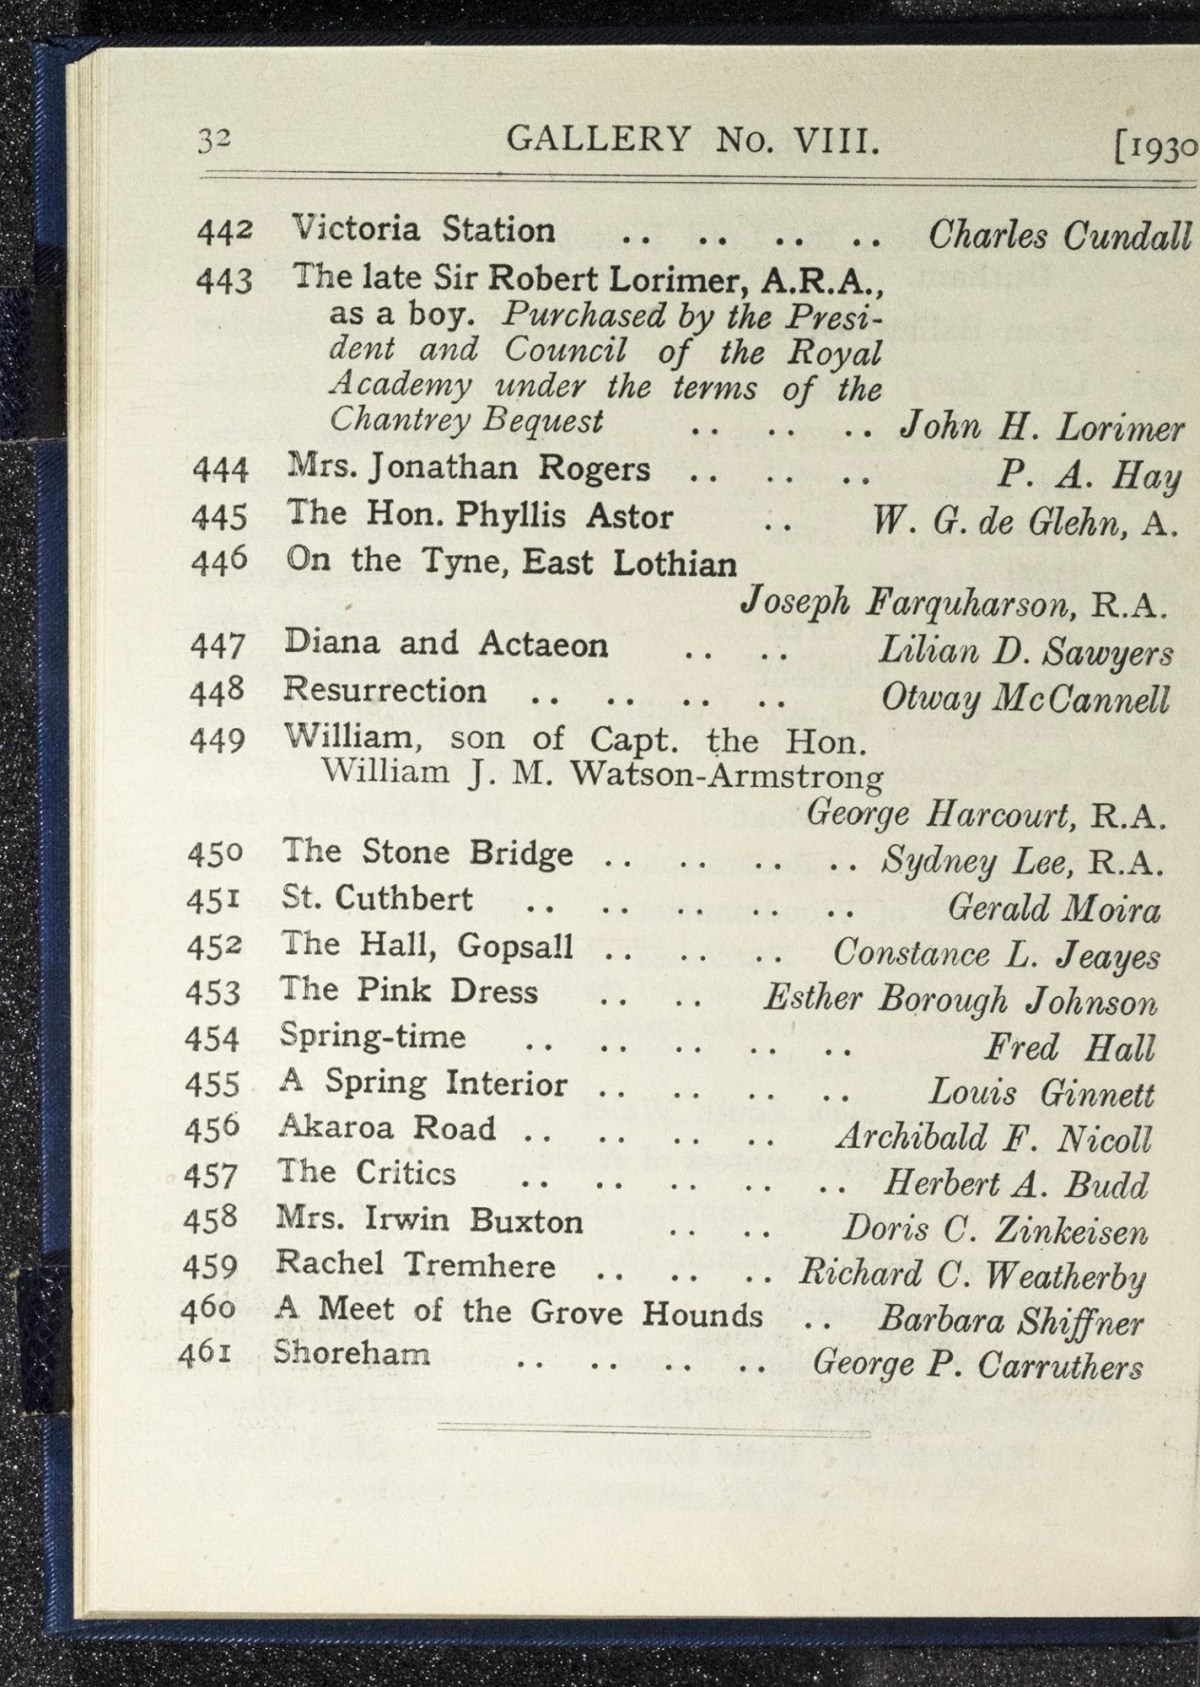 32 GALLERY No. VIII. [1930
442 Victoria Station .. .. .. .. Charles Cundall
443 The late Sir Robert Lorimer, A.R.A.,
as a boy. Purchased by the Presi-
dent and Council of the Royal
Academy under the terms of the
Chantrey Bequest .. .. .. John H. Lorimer
444 Mrs. Jonathan Rogers .. .. .. P. A. Hay
445 The Hon. Phyllis Astor .. W. G. de Glehn, A.
446 On the Tyne, East Lothian
Joseph Farquharson, R.A.
447 Diana and Actaeon .. .. Lilian D. Sawyers
448 Resurrection .. .. .. .. Otway McCannell
449 William, son of Capt. the Hon.
William J. M. Watson-Armstrong
George Harcourt, R.A.
450 The Stone Bridge .. .. .. .. Sydney Lee, R.A.
451 St. Cuthbert .. .. .. .. .. Gerald Moira
452 The Hall, Gopsall .. .. .. Constance L. Jeayes
453 The Pink Dress .. .. Esther Borough Johnson
454 Spring-time .. .. .. .. .. Fred Hall
455 A Spring Interior .. .. .. .. Louis Ginnett
456 Akaroa Road .. .. .. .. Archibald F. Nicoll
457 The Critics .. .. .. .. .. Herbert A. Budd
458 Mrs. Irwin Buxton .. .. Doris C. Zinkeisen
459 Rachel Tremhere .. .. .. Richard C. Weatherby
460 A Meet of the Grove Hounds .. Barbara Shiffner
461 Shoreham .. .. .. .. George P. Carruthers